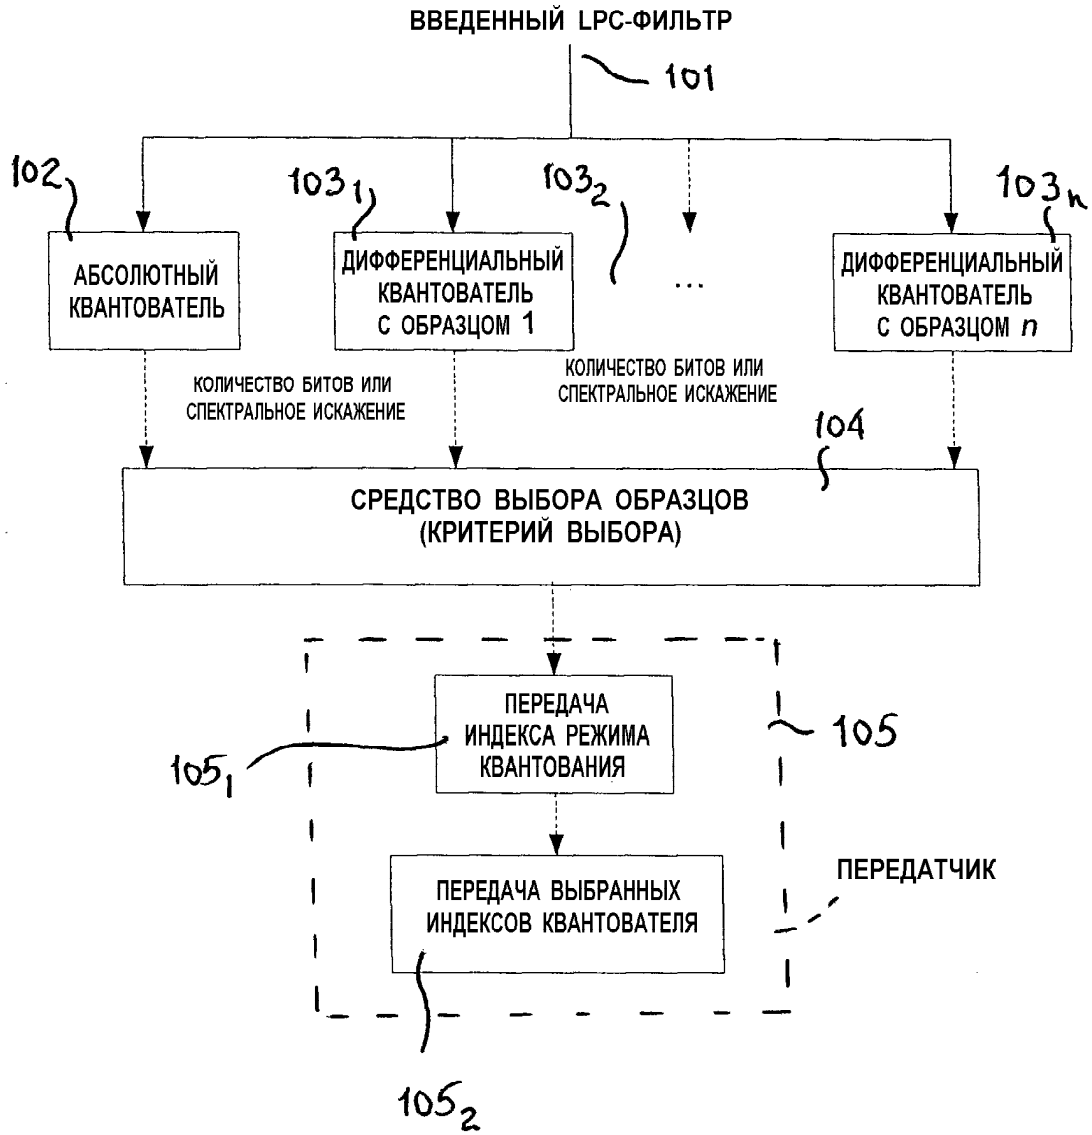 ВВЕДЕННЫЙ LPC-ФИЛЬТР
101
102
103₁
103₂
103ₙ
АБСОЛЮТНЫЙ
КВАНТОВАТЕЛЬ
ДИФФЕРЕНЦИАЛЬНЫЙ
КВАНТОВАТЕЛЬ
С ОБРАЗЦОМ 1
...
ДИФФЕРЕНЦИАЛЬНЫЙ
КВАНТОВАТЕЛЬ
С ОБРАЗЦОМ n
КОЛИЧЕСТВО БИТОВ ИЛИ
СПЕКТРАЛЬНОЕ ИСКАЖЕНИЕ
КОЛИЧЕСТВО БИТОВ ИЛИ
СПЕКТРАЛЬНОЕ ИСКАЖЕНИЕ
104
СРЕДСТВО ВЫБОРА ОБРАЗЦОВ
(КРИТЕРИЙ ВЫБОРА)
ПЕРЕДАЧА
ИНДЕКСА РЕЖИМА
КВАНТОВАНИЯ
105
105₁
ПЕРЕДАЧА ВЫБРАННЫХ
ИНДЕКСОВ КВАНТОВАТЕЛЯ
ПЕРЕДАТЧИК
105₂